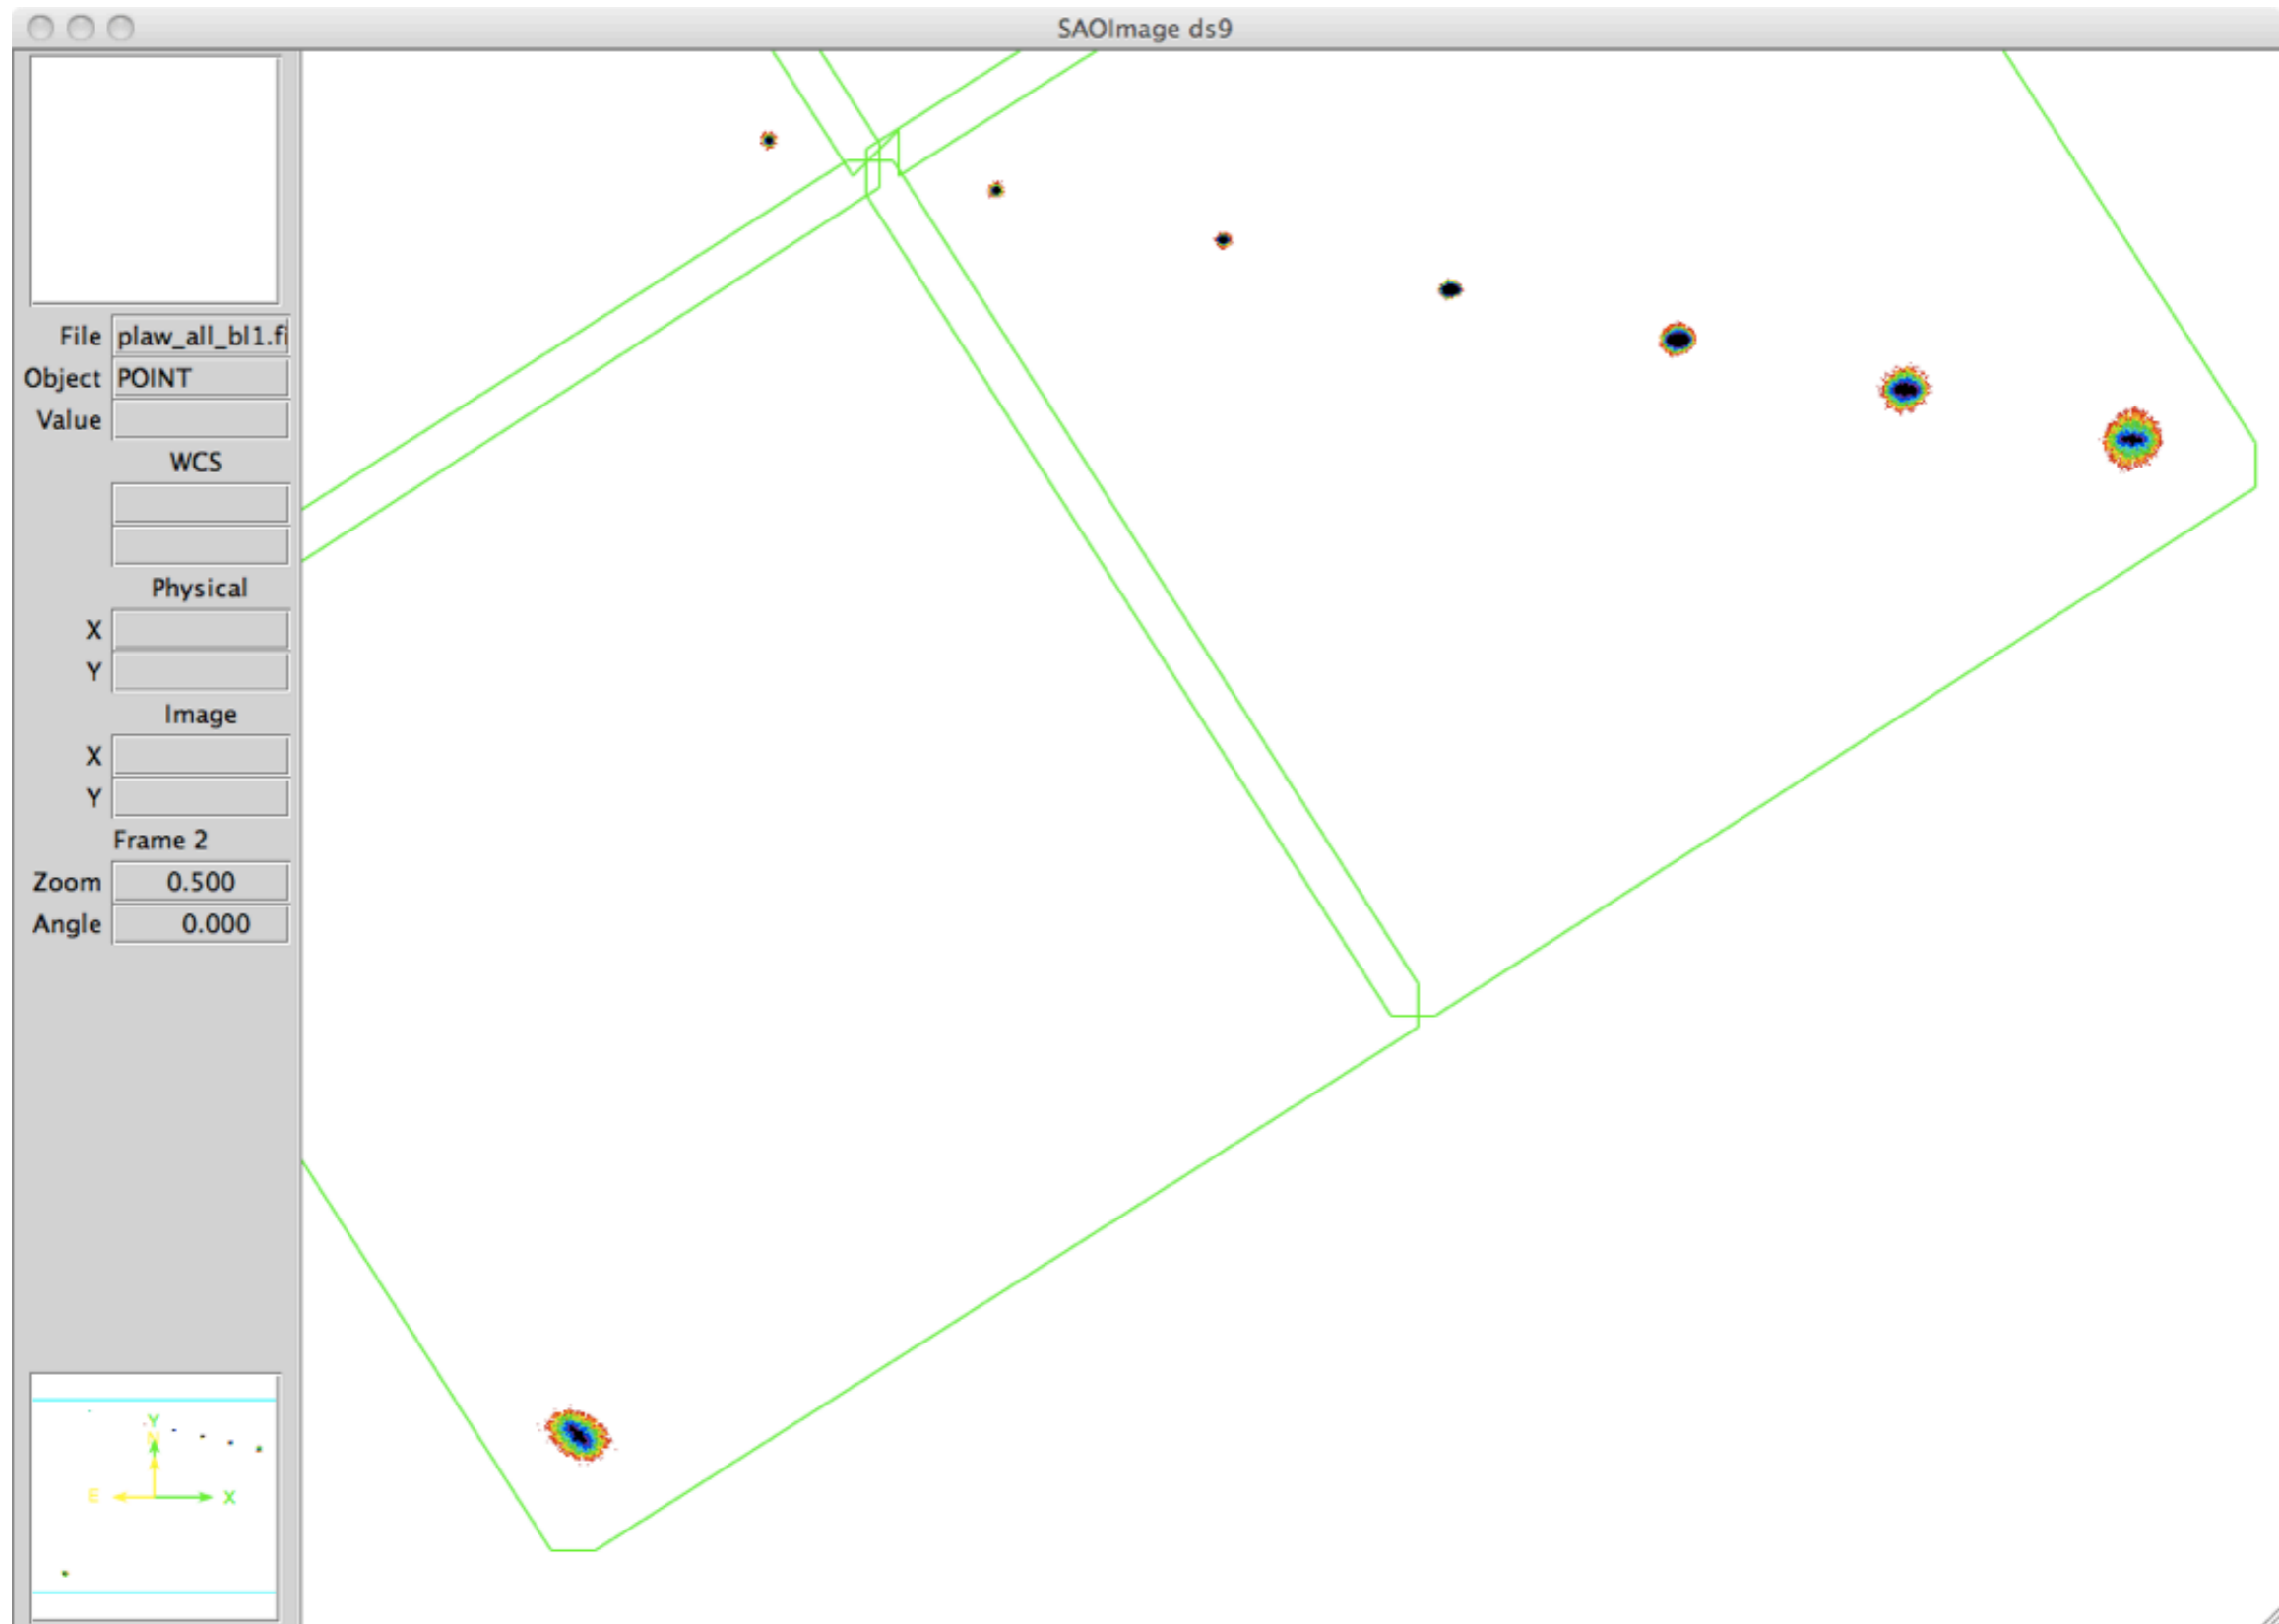 SAOImage ds9
File plaw_all_bl1.fi
Object POINT
Value
WCS
Physical
X
Y
Image
X
Y
Frame 2
Zoom 0.500
Angle 0.000
Y
N
E X